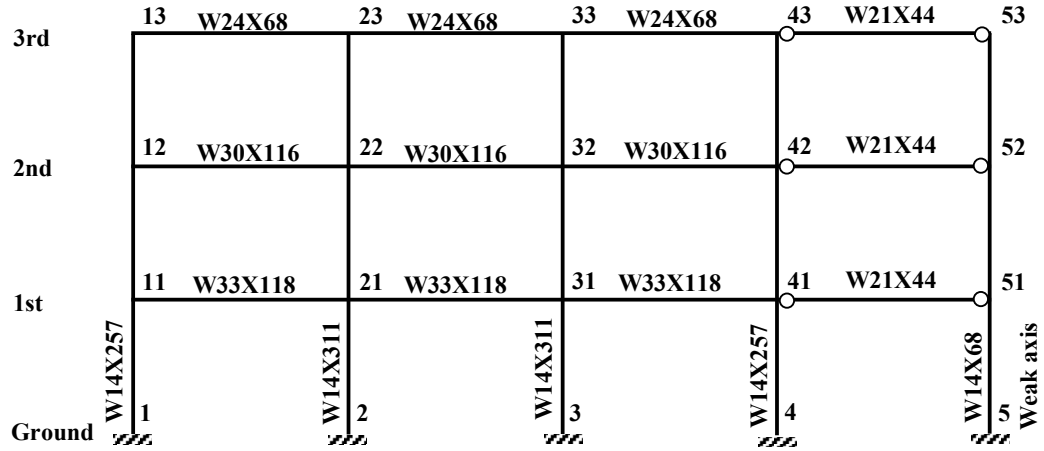 13 W24X68 23 W24X68 33 W24X68 43 W21X44 53
3rd
12 W30X116 22 W30X116 32 W30X116 42 W21X44 52
2nd
11 W33X118 21 W33X118 31 W33X118 41 W21X44 51
1st
W14X257
W14X311
W14X311
W14X257
W14X68
Weak axis
1 2 3 4 5
Ground